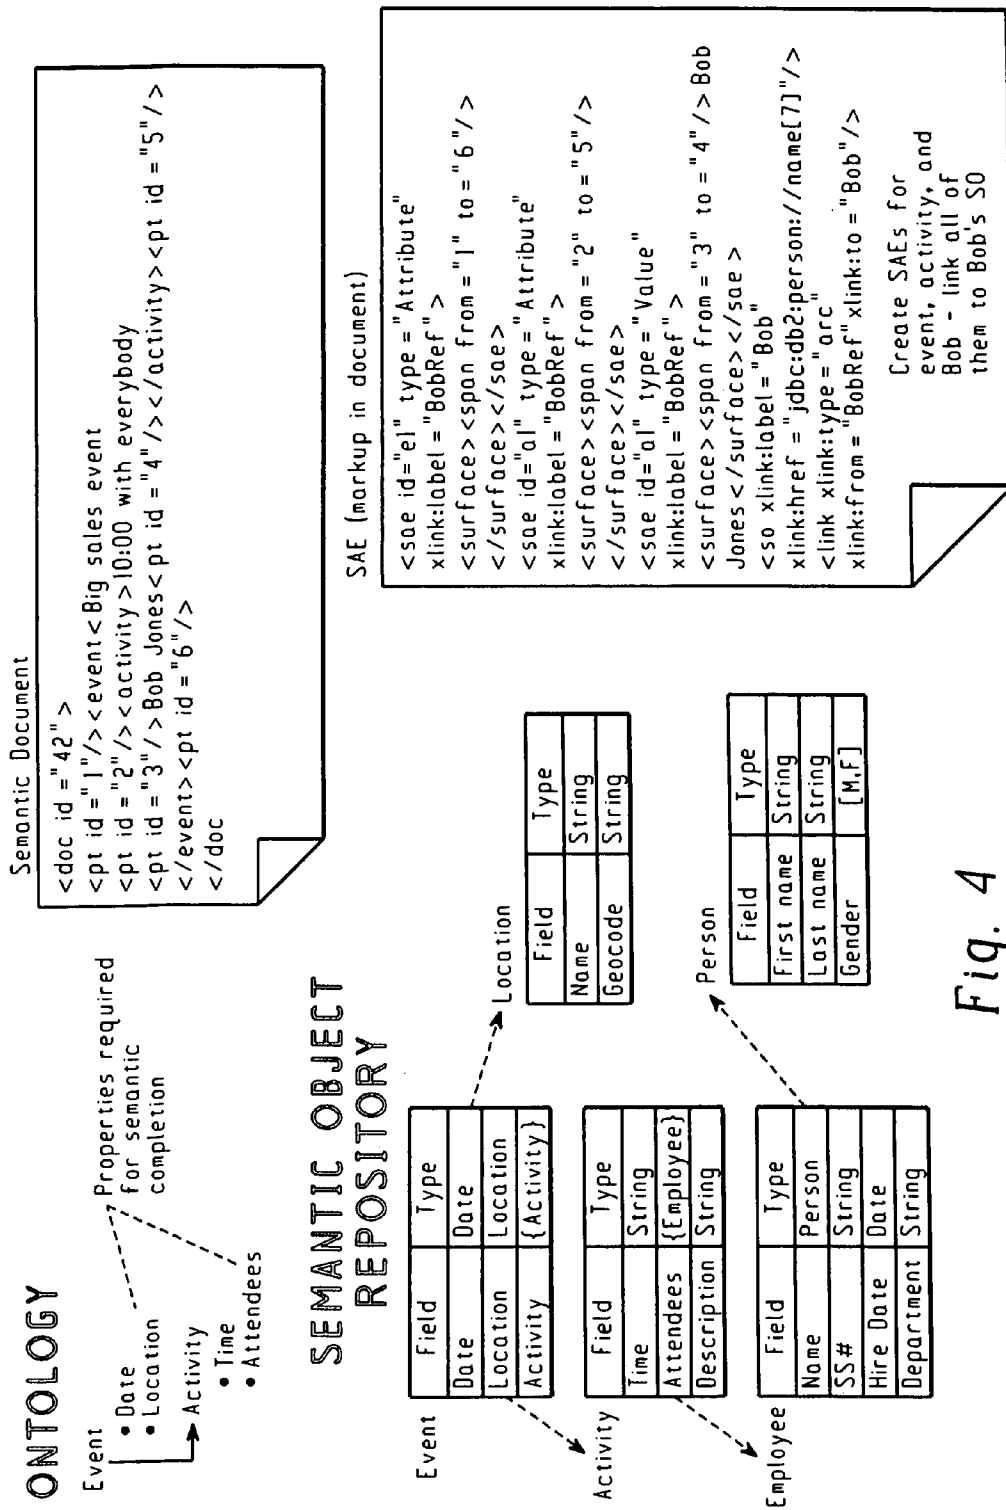 ONTOLOGY
Event
• Date
• Location
Activity
• Time
• Attendees
Properties required
for semantic
completion
Semantic Document
<doc id ="42">
<pt id ="1"/><event<Big sales event
<pt id ="2"/><activity>10:00 with everybody
<pt id ="3"/>Bob Jones<pt id ="4"/></activity><pt id ="5"/>
</event><pt id ="6"/>
</doc
SEMANTIC OBJECT
REPOSITORY
Event
Field Type
Date Date
Location Location
Activity {Activity}
Location
Field Type
Name String
Geocode String
Activity
Field Type
Time String
Attendees {Employee}
Description String
Employee
Field Type
Name Person
SS# String
Hire Date Date
Department String
Person
Field Type
First name String
Last name String
Gender [M,F]
SAE (markup in document)
<sae id="e1" type ="Attribute"
xlink:label ="BobRef">
<surface><span from ="1" to ="6"/>
</surface></sae>
<sae id="a1" type ="Attribute"
xlink:label ="BobRef">
<surface><span from ="2" to ="5"/>
</surface></sae>
<sae id="a1" type ="Value"
xlink:label ="BobRef">
<surface><span from ="3" to ="4"/>Bob
Jones</surface></sae>
<so xlink:label ="Bob"
xlink:href ="jdbc:db2:person://name[7]"/>
<link xlink:type ="arc"
xlink:from ="BobRef" xlink:to ="Bob"/>
Create SAEs for
event, activity, and
Bob - link all of
them to Bob's SO
Fig. 4